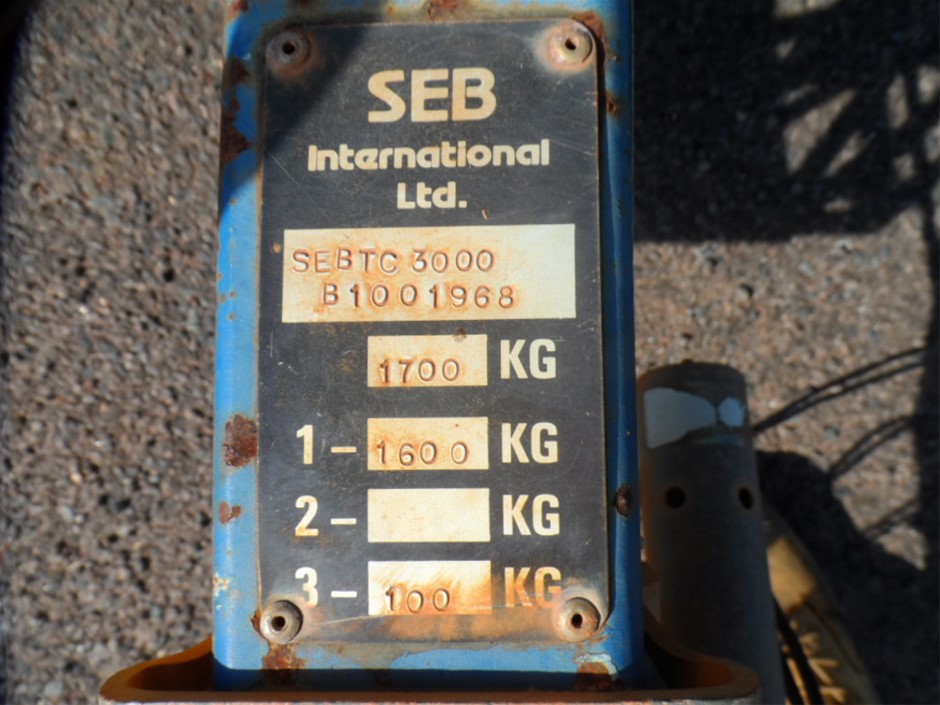 SEB
International
Ltd.
SEBTC 3000
B1001968
1700 KG
1 – 1600 KG
2 – KG
3 – 100 KG